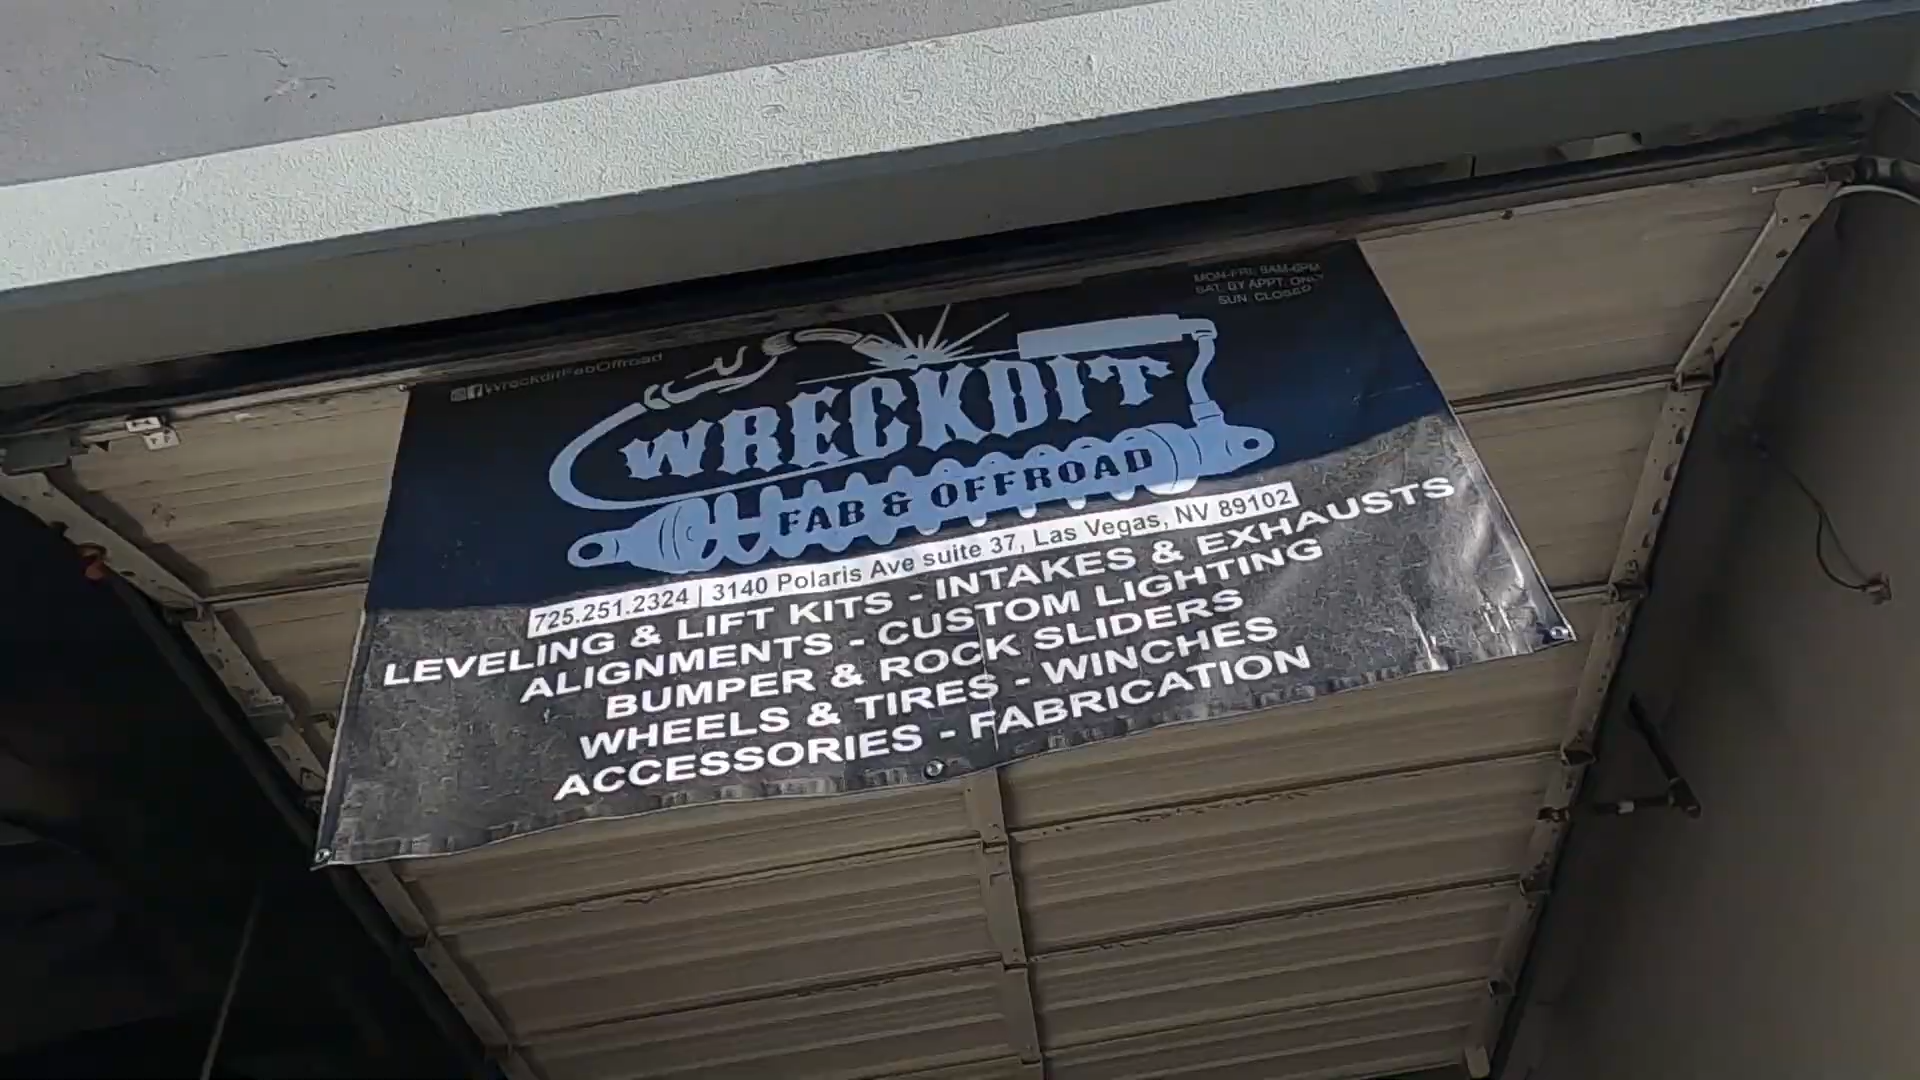 MON-FRI: 9AM-6PM
SAT: BY APPT. ONLY
SUN: CLOSED
WreckditFabOffroad
WRECKDIT
FAB & OFFROAD
725.251.2324 | 3140 Polaris Ave suite 37, Las Vegas, NV 89102
LEVELING & LIFT KITS - INTAKES & EXHAUSTS
ALIGNMENTS - CUSTOM LIGHTING
BUMPER & ROCK SLIDERS
WHEELS & TIRES - WINCHES
ACCESSORIES - FABRICATION